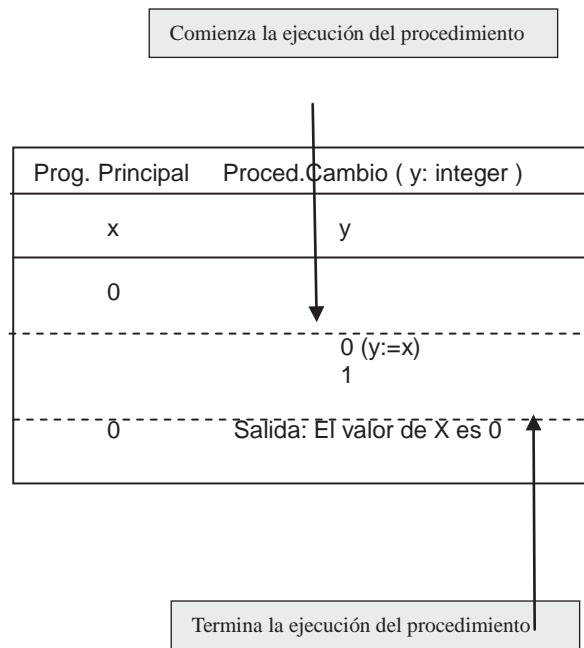 Comienza la ejecución del procedimiento
Prog. Principal Proced.Cambio ( y: integer )
x y
0
0 (y:=x)
1
0 Salida: El valor de X es 0
Termina la ejecución del procedimiento